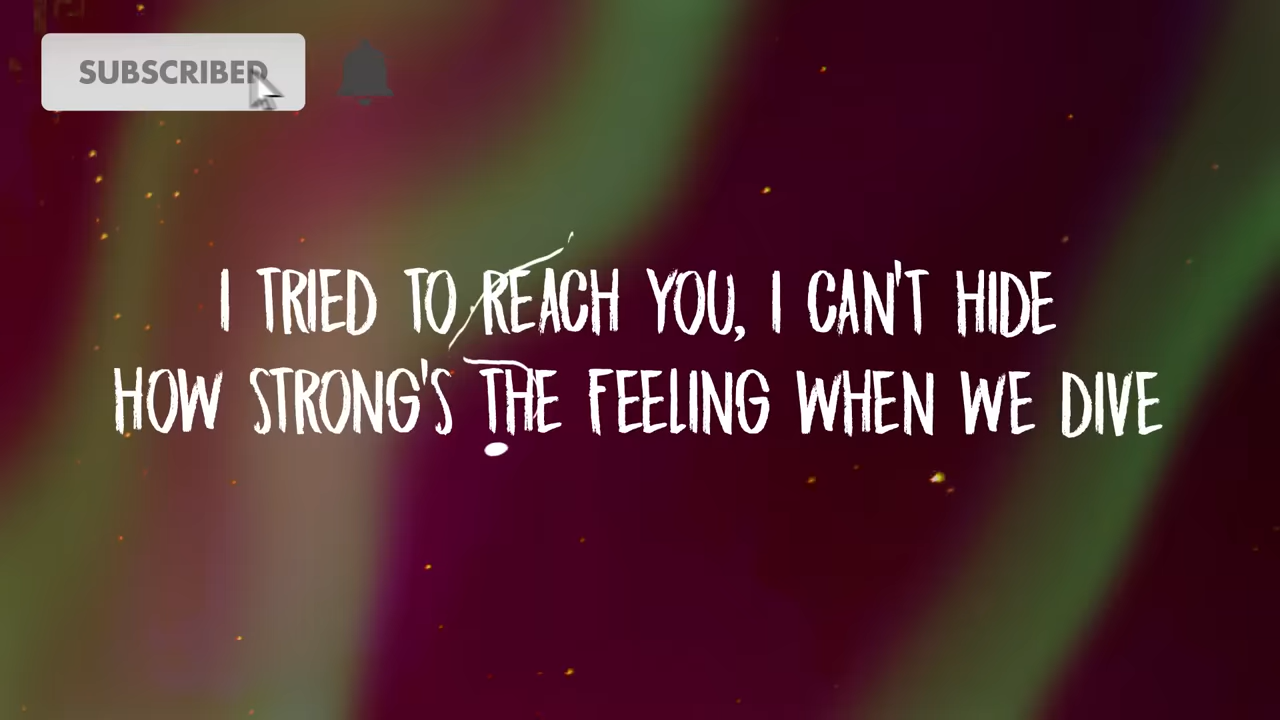 SUBSCRIBED
I TRIED TO REACH YOU, I CAN'T HIDE
HOW STRONG'S THE FEELING WHEN WE DIVE